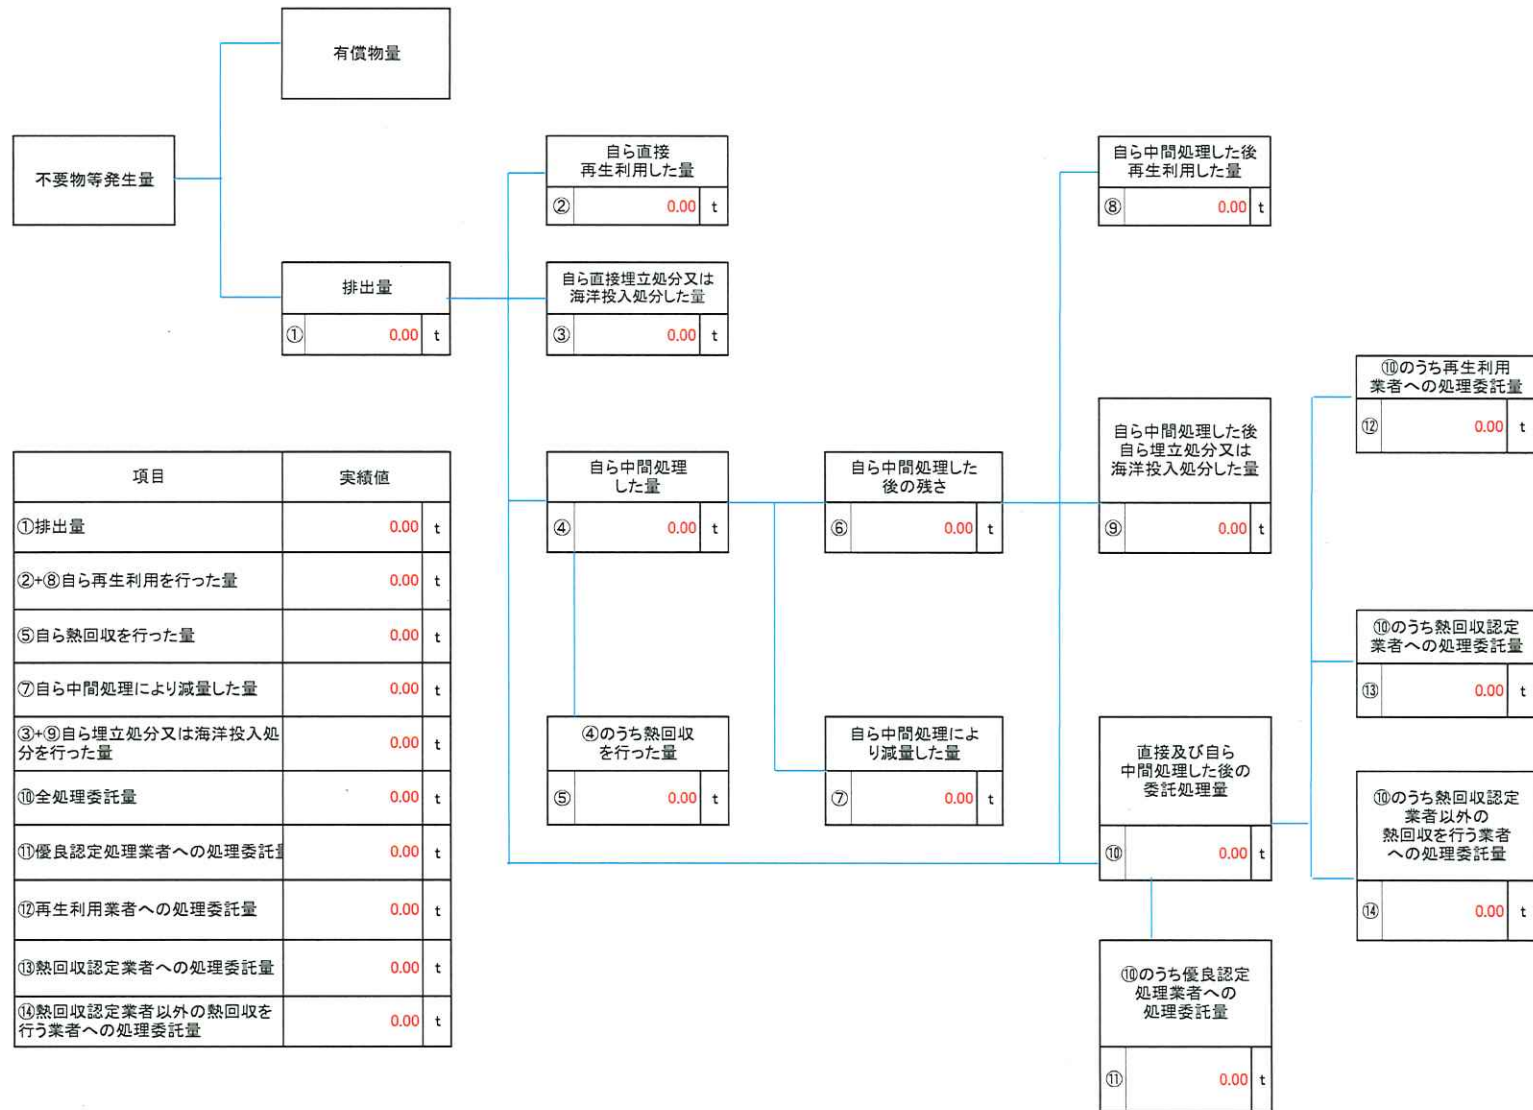 有償物量
不要物等発生量
排出量
① 0.00 t
自ら直接
再生利用した量
② 0.00 t
自ら直接埋立処分又は
海洋投入処分した量
③ 0.00 t
自ら中間処理
した量
④ 0.00 t
④のうち熱回収
を行った量
⑤ 0.00 t
自ら中間処理した
後の残さ
⑥ 0.00 t
自ら中間処理によ
り減量した量
⑦ 0.00 t
自ら中間処理した後
再生利用した量
⑧ 0.00 t
自ら中間処理した後
自ら埋立処分又は
海洋投入処分した量
⑨ 0.00 t
直接及び自ら
中間処理した後の
委託処理量
⑩ 0.00 t
⑩のうち優良認定
処理業者への
処理委託量
⑪ 0.00 t
⑩のうち再生利用
業者への処理委託量
⑫ 0.00 t
⑩のうち熱回収認定
業者への処理委託量
⑬ 0.00 t
⑩のうち熱回収認定
業者以外の
熱回収を行う業者
への処理委託量
⑭ 0.00 t
項目 実績値
①排出量 0.00 t
②+⑧自ら再生利用を行った量 0.00 t
⑤自ら熱回収を行った量 0.00 t
⑦自ら中間処理により減量した量 0.00 t
③+⑨自ら埋立処分又は海洋投入処
分を行った量 0.00 t
⑩全処理委託量 0.00 t
⑪優良認定処理業者への処理委託 0.00 t
⑫再生利用業者への処理委託量 0.00 t
⑬熱回収認定業者への処理委託量 0.00 t
⑭熱回収認定業者以外の熱回収を
行う業者への処理委託量 0.00 t